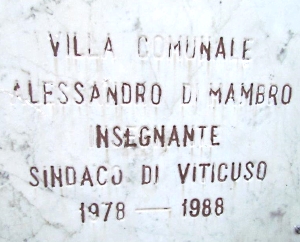 VILLA COMUNALE
ALESSANDRO DI MAMBRO
INSEGNANTE
SINDACO DI VITICUSO
1978 — 1988